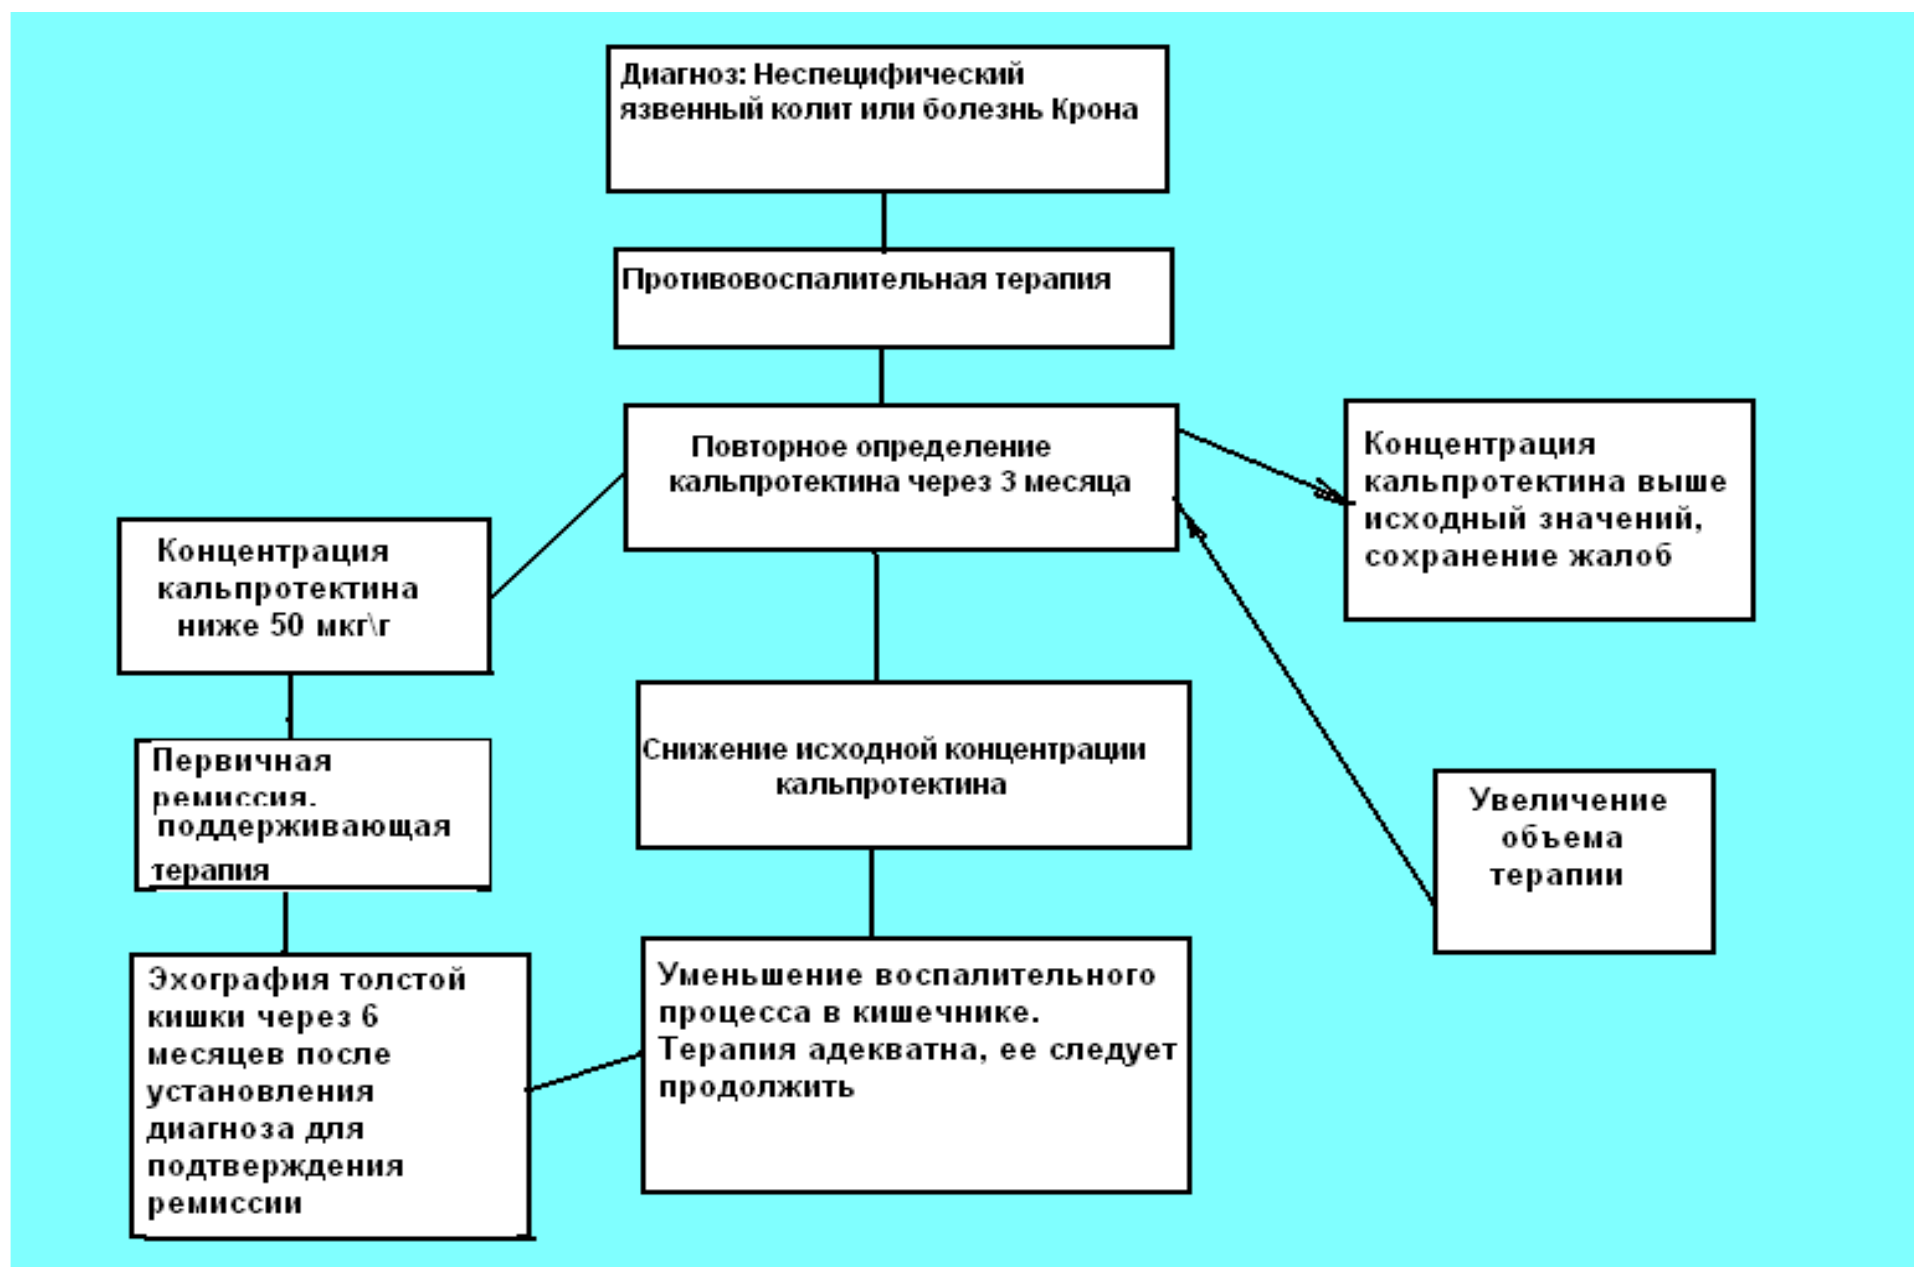 Диагноз: Неспецифический
язвенный колит или болезнь Крона
Противовоспалительная терапия
Повторное определение
кальпротектина через 3 месяца
Концентрация
кальпротектина выше
исходный значений,
сохранение жалоб
Концентрация
кальпротектина
ниже 50 мкг\г
Первичная
ремиссия.
поддерживающая
терапия
Снижение исходной концентрации
кальпротектина
Увеличение
объема
терапии
Эхография толстой
кишки через 6
месяцев после
установления
диагноза для
подтверждения
ремиссии
Уменьшение воспалительного
процесса в кишечнике.
Терапия адекватна, ее следует
продолжить